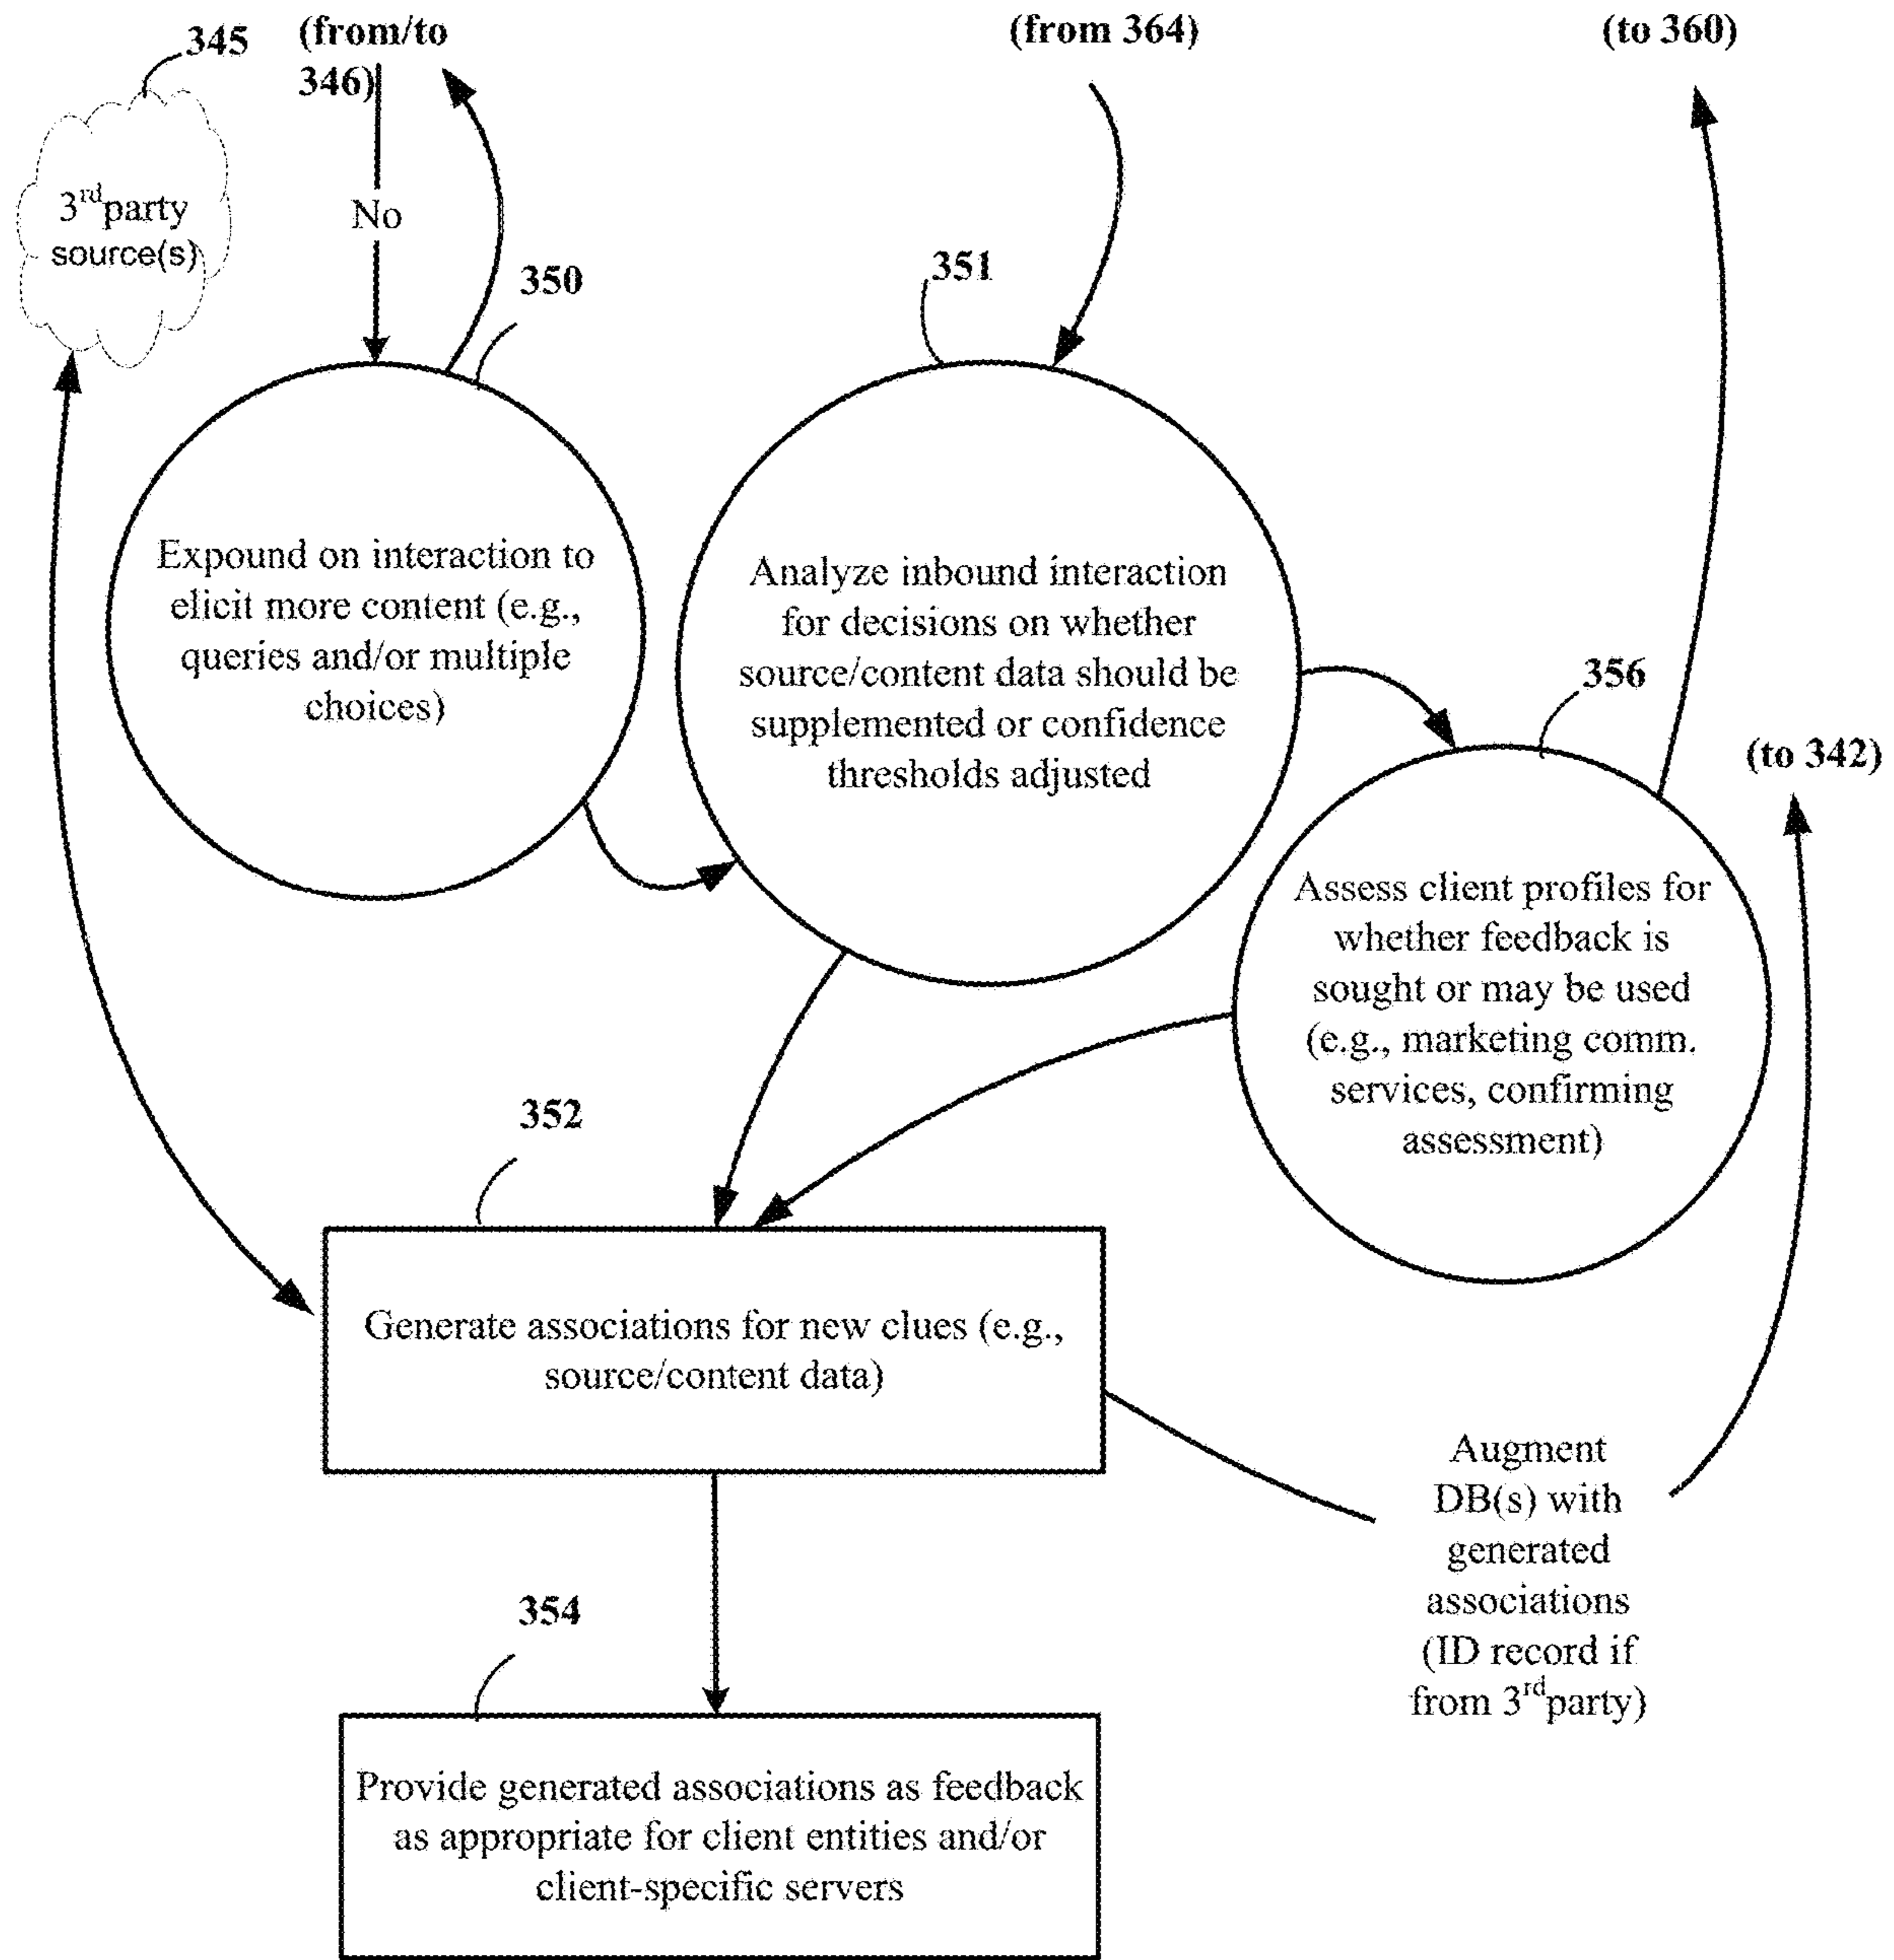 345
(from/to
346)
(from 364)
(to 360)
3rd party
source(s)
No
350
351
Expound on interaction to
elicit more content (e.g.,
queries and/or multiple
choices)
Analyze inbound interaction
for decisions on whether
source/content data should be
supplemented or confidence
thresholds adjusted
356
(to 342)
Assess client profiles for
whether feedback is
sought or may be used
(e.g., marketing comm.
services, confirming
assessment)
352
Generate associations for new clues (e.g.,
source/content data)
Augment
DB(s) with
generated
associations
(ID record if
from 3rd party)
354
Provide generated associations as feedback
as appropriate for client entities and/or
client-specific servers